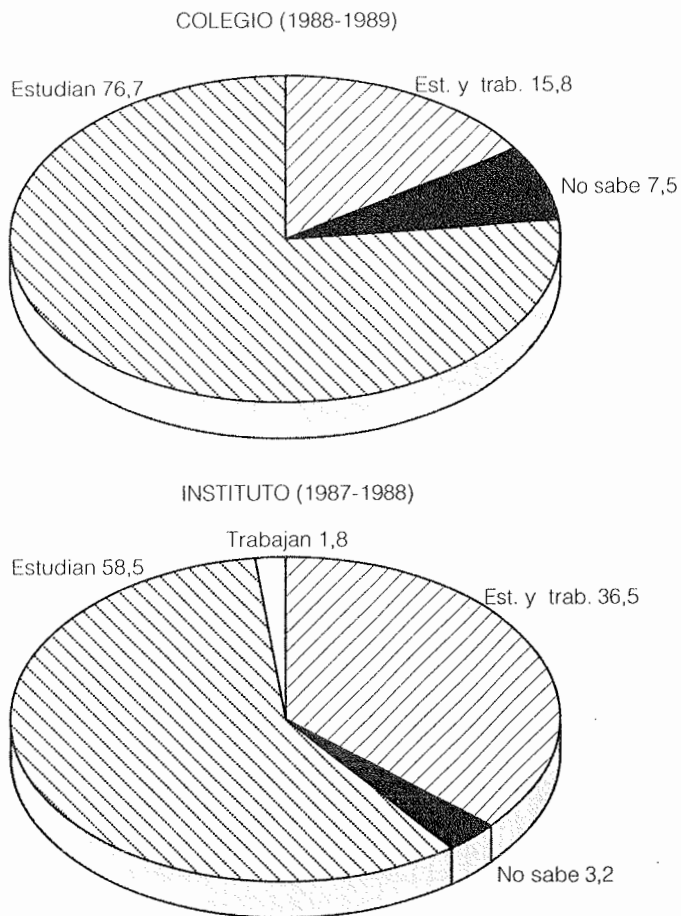 COLEGIO (1988-1989)
Estudian 76,7
Est. y trab. 15,8
No sabe 7,5
INSTITUTO (1987-1988)
Trabajan 1,8
Estudian 58,5
Est. y trab. 36,5
No sabe 3,2